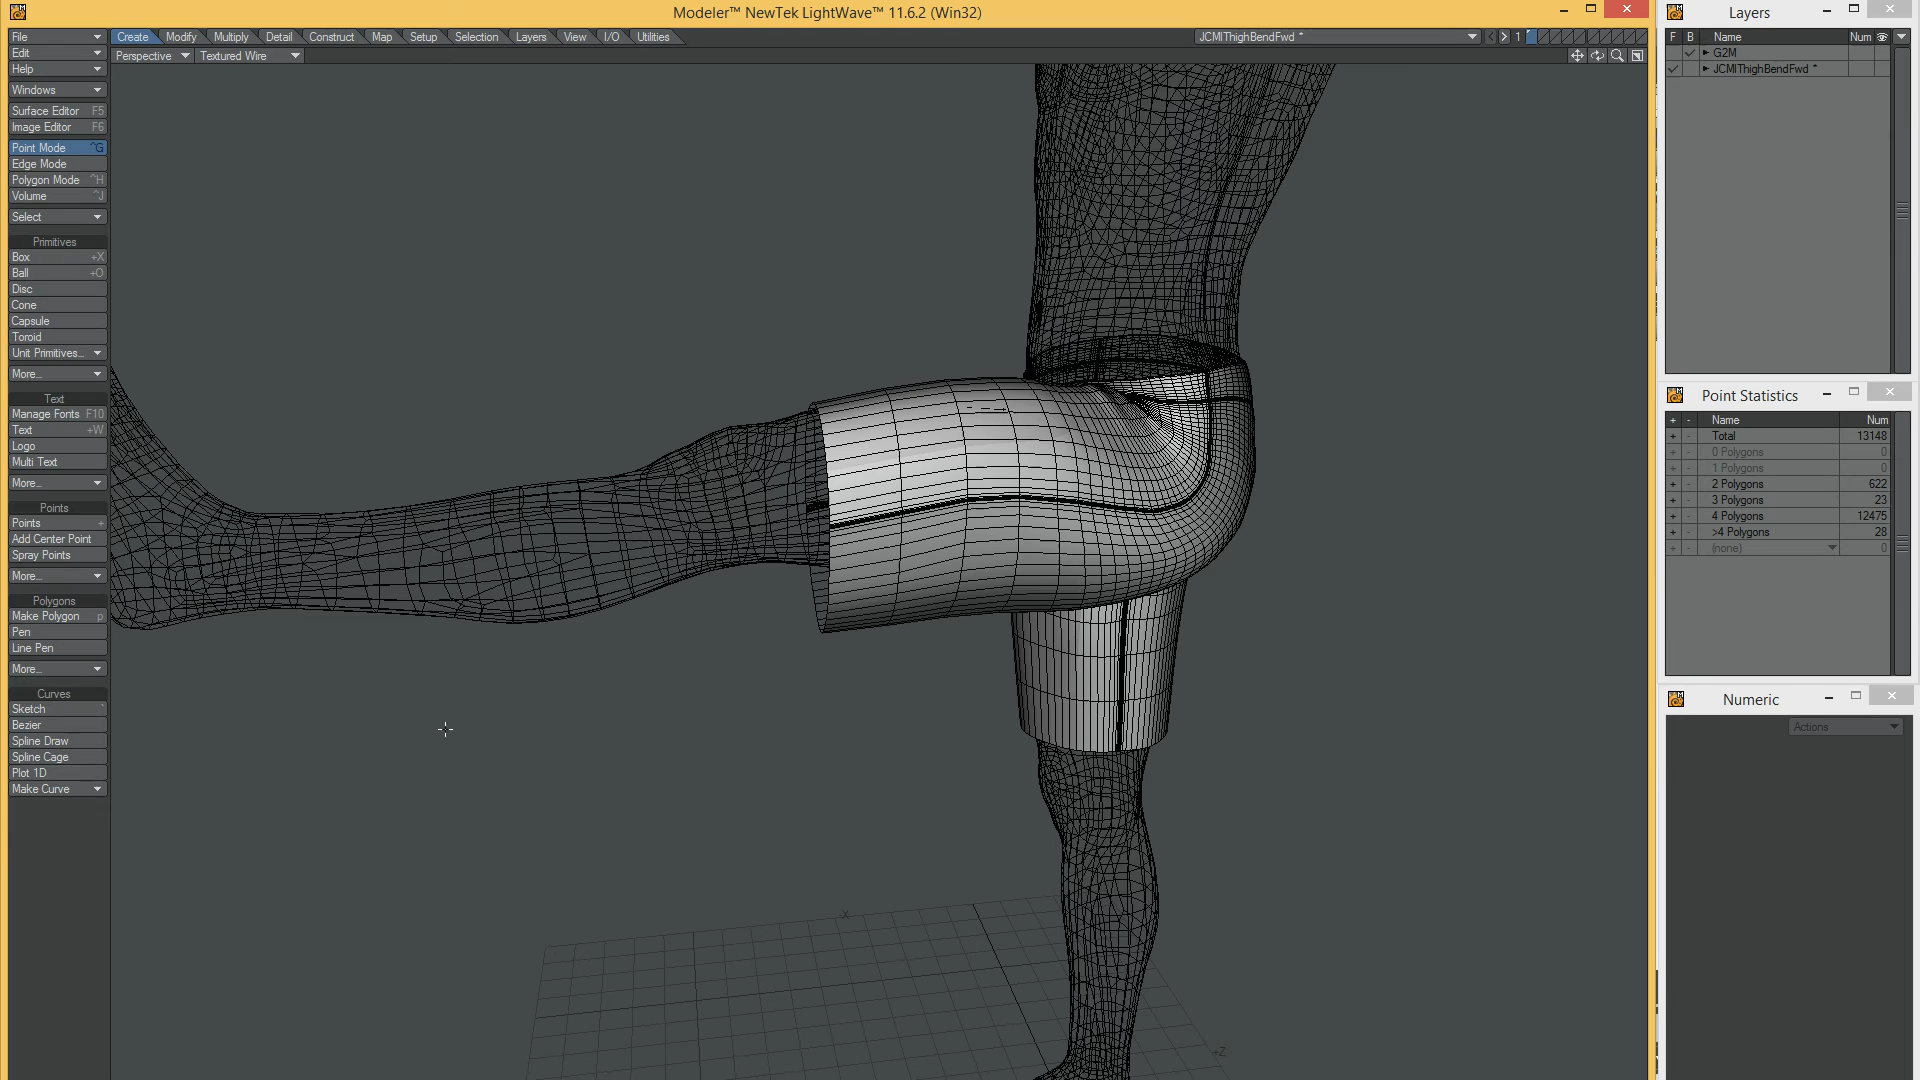 Modeler™ NewTek LightWave™ 11.6.2 (Win32)
File
Edit
Help
Windows
Surface Editor F5
Image Editor F6
Point Mode ^G
Edge Mode
Polygon Mode ^H
Volume ^J
Select
Primitives
Box +X
Ball +O
Disc
Cone
Capsule
Toroid
Unit Primitives...
More...
Text
Manage Fonts F10
Text +W
Logo
Multi Text
More...
Points
Points +
Add Center Point
Spray Points
More...
Polygons
Make Polygon p
Pen
Line Pen
More...
Curves
Sketch `
Bezier
Spline Draw
Spline Cage
Plot 1D
Make Curve
Create Modify Multiply Detail Construct Map Setup Selection Layers View I/O Utilities
JCMIThighBendFwd * 1
Perspective Textured Wire
-X
-Z
Layers
F B Name Num
G2M
JCMIThighBendFwd *
Point Statistics
+ - Name Num
+ - Total 13148
+ - 0 Polygons 0
+ - 1 Polygons 0
+ - 2 Polygons 622
+ - 3 Polygons 23
+ - 4 Polygons 12475
+ - >4 Polygons 28
+ - (none) 0
Numeric
Actions